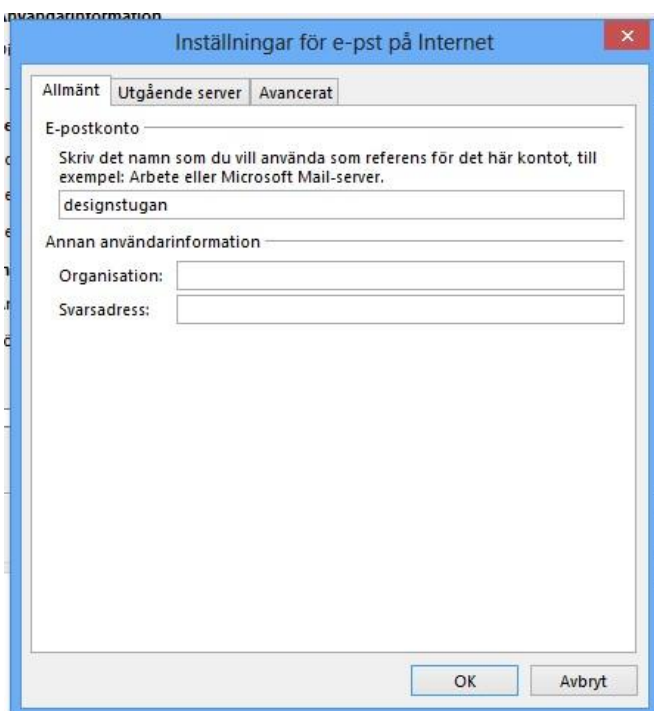 Användarinformation
Inställningar för e-pst på Internet
Allmänt Utgående server Avancerat
E-postkonto
Skriv det namn som du vill använda som referens för det här kontot, till
exempel: Arbete eller Microsoft Mail-server.
designstugan
Annan användarinformation
Organisation:
Svarsadress:
OK Avbryt